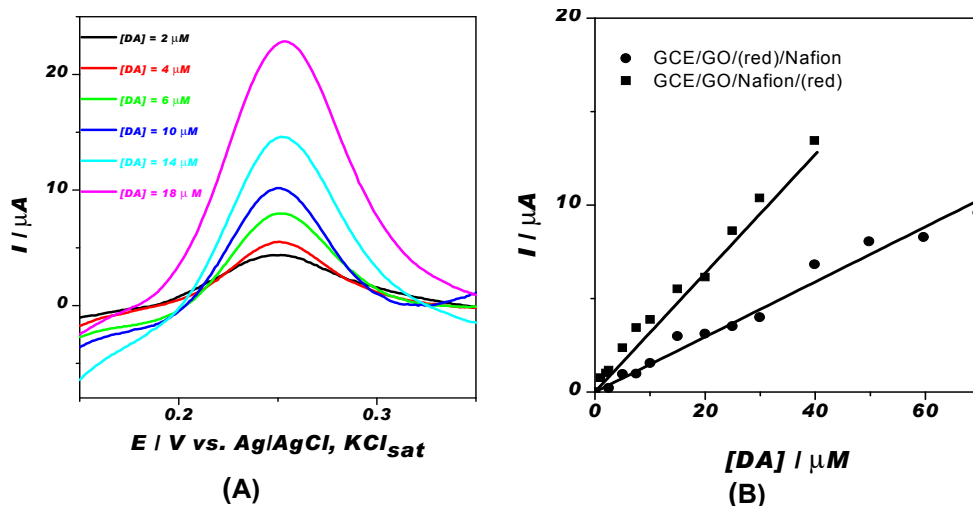 [DA] = 2 μM
[DA] = 4 μM
[DA] = 6 μM
[DA] = 10 μM
[DA] = 14 μM
[DA] = 18 μ M
20
10
0
I / μA
0.2
0.3
E / V vs. Ag/AgCl, KCl_sat
(A)
GCE/GO/(red)/Nafion
GCE/GO/Nafion/(red)
20
10
0
I / μA
0
20
40
60
[DA] / μM
(B)